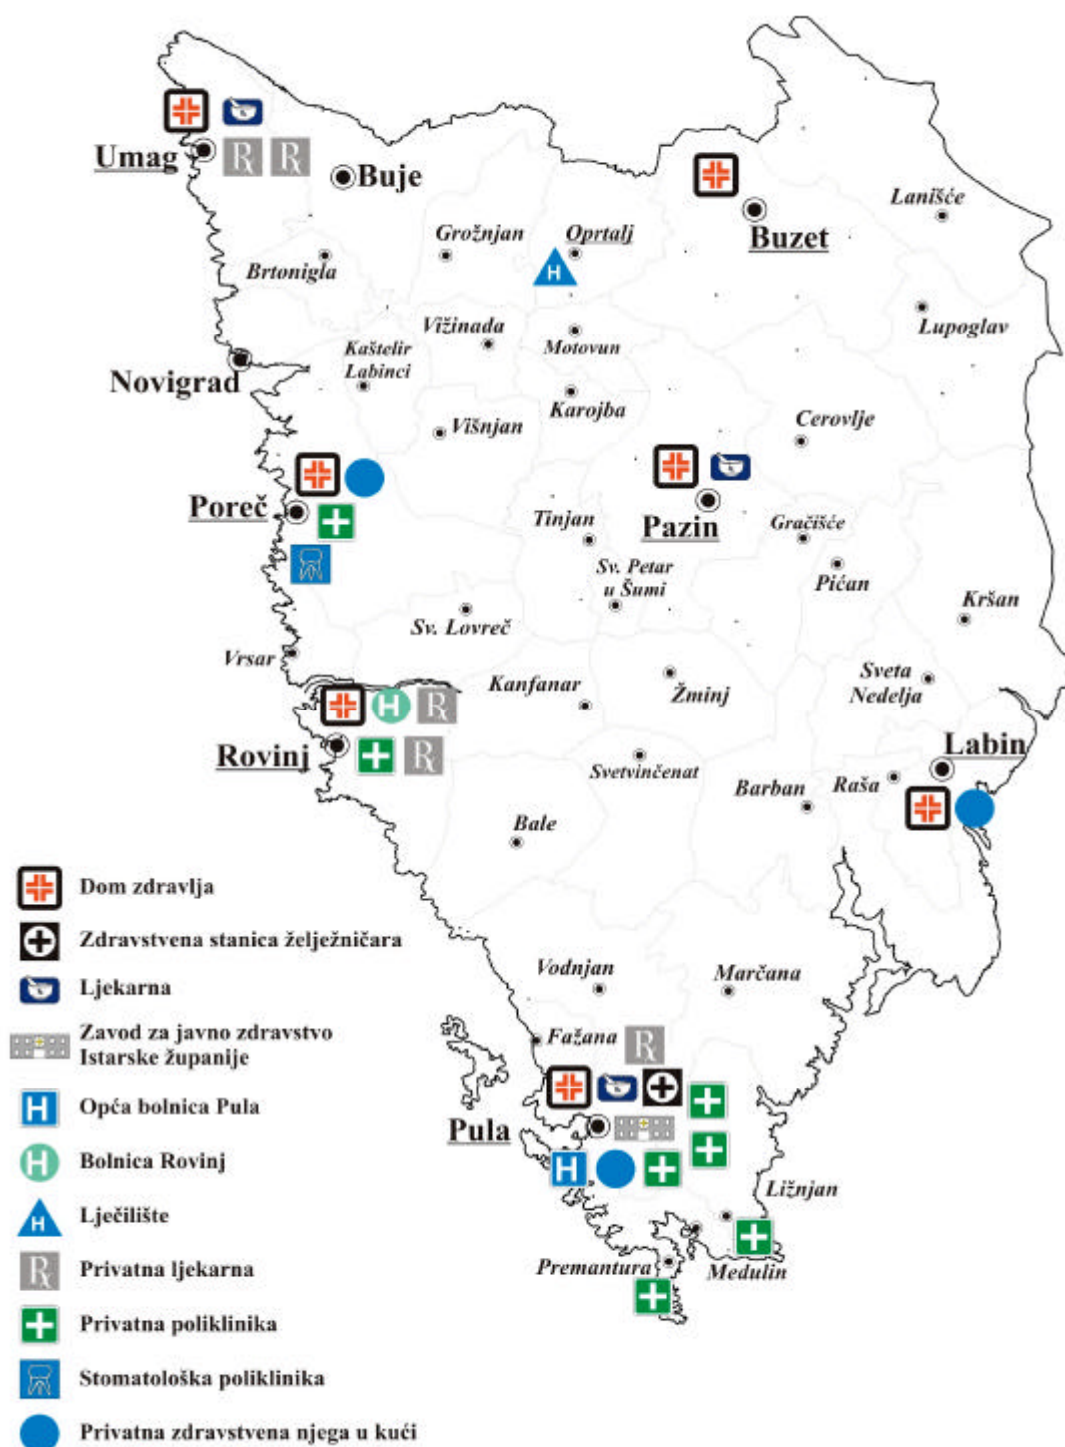 Umag
Buje
Buzet
Lanišće
Grožnjan
Oprtalj
Brtonigla
H
Lupoglav
Vižinada
Motovun
Kaštelir
Labinci
Novigrad
Karojba
Višnjan
Cerovlje
Poreč
Pazin
Tinjan
Gračišće
Sv. Petar
u Šumi
Pićan
Kršan
Sv. Lovreč
Vrsar
Kanfanar
Žminj
Sveta
Nedelja
H
Rovinj
Labin
Svetvinčenat
Barban
Raša
Bale
Dom zdravlja
Zdravstvena stanica želježničara
Ljekarna
Zavod za javno zdravstvo
Istarske županije
Vodnjan
Marčana
Fažana
H Opća bolnica Pula
Pula
H Bolnica Rovinj
H
Ližnjan
H Lječilište
Premantura
Medulin
Rx Privatna ljekarna
Privatna poliklinika
Stomatološka poliklinika
Privatna zdravstvena njega u kući